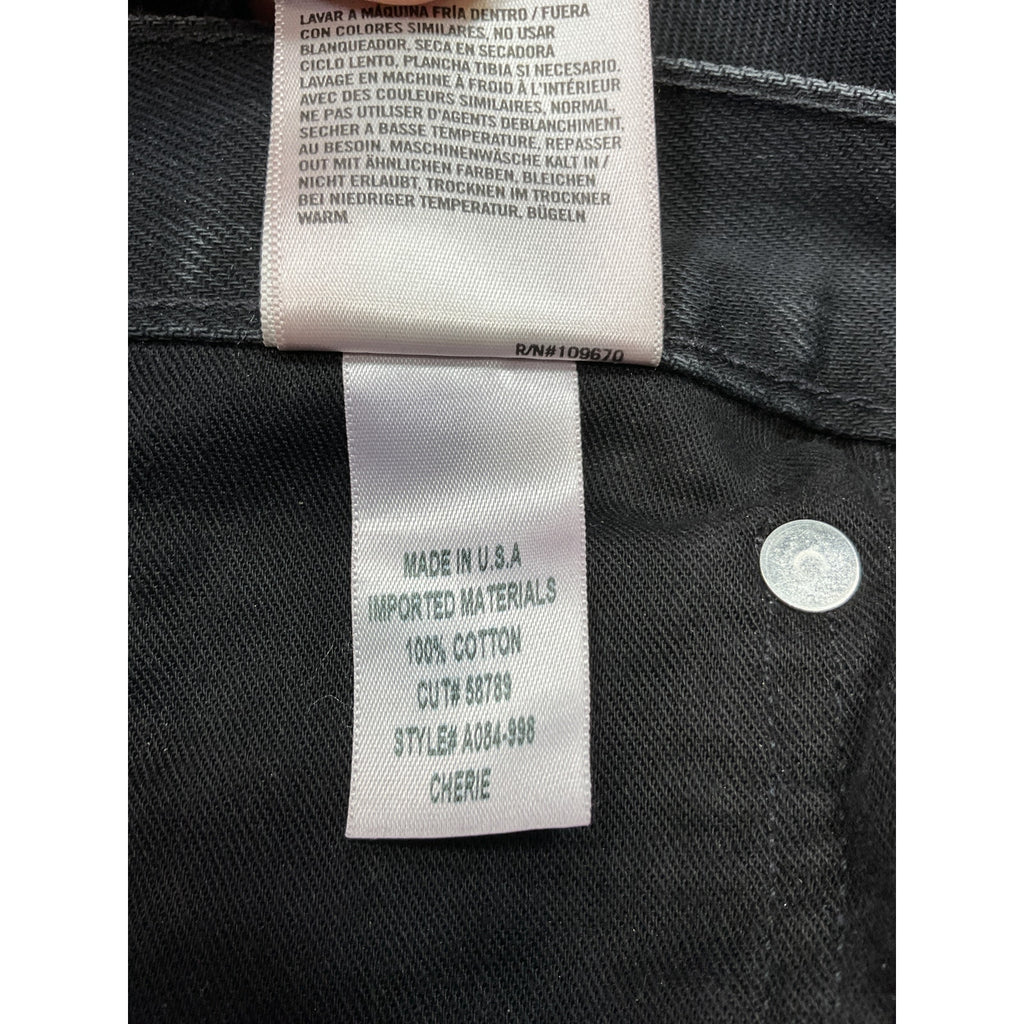 LAVAR A MÁQUINA FRÍA DENTRO / FUERA
CON COLORES SIMILARES, NO USAR
BLANQUEADOR, SECA EN SECADORA
CICLO LENTO, PLANCHA TIBIA SI NECESARIO.
LAVAGE EN MACHINE À FROID À L'INTÉRIEUR
AVEC DES COULEURS SIMILAIRES, NORMAL,
NE PAS UTILISER D'AGENTS DEBLANCHIMENT,
SECHER A BASSE TEMPÉRATURE, REPASSER
AU BESOIN, MASCHINENWÄSCHE KALT IN /
OUT MIT ÄHNLICHEN FARBEN, BLEICHEN
NICHT ERLAUBT, TROCKNEN IM TROCKNER
BEI NIEDRIGER TEMPERATUR, BÜGELN
WARM
R/N#109670
MADE IN U.S.A
IMPORTED MATERIALS
100% COTTON
CUT# 58789
STYLE# A084-998
CHERIE